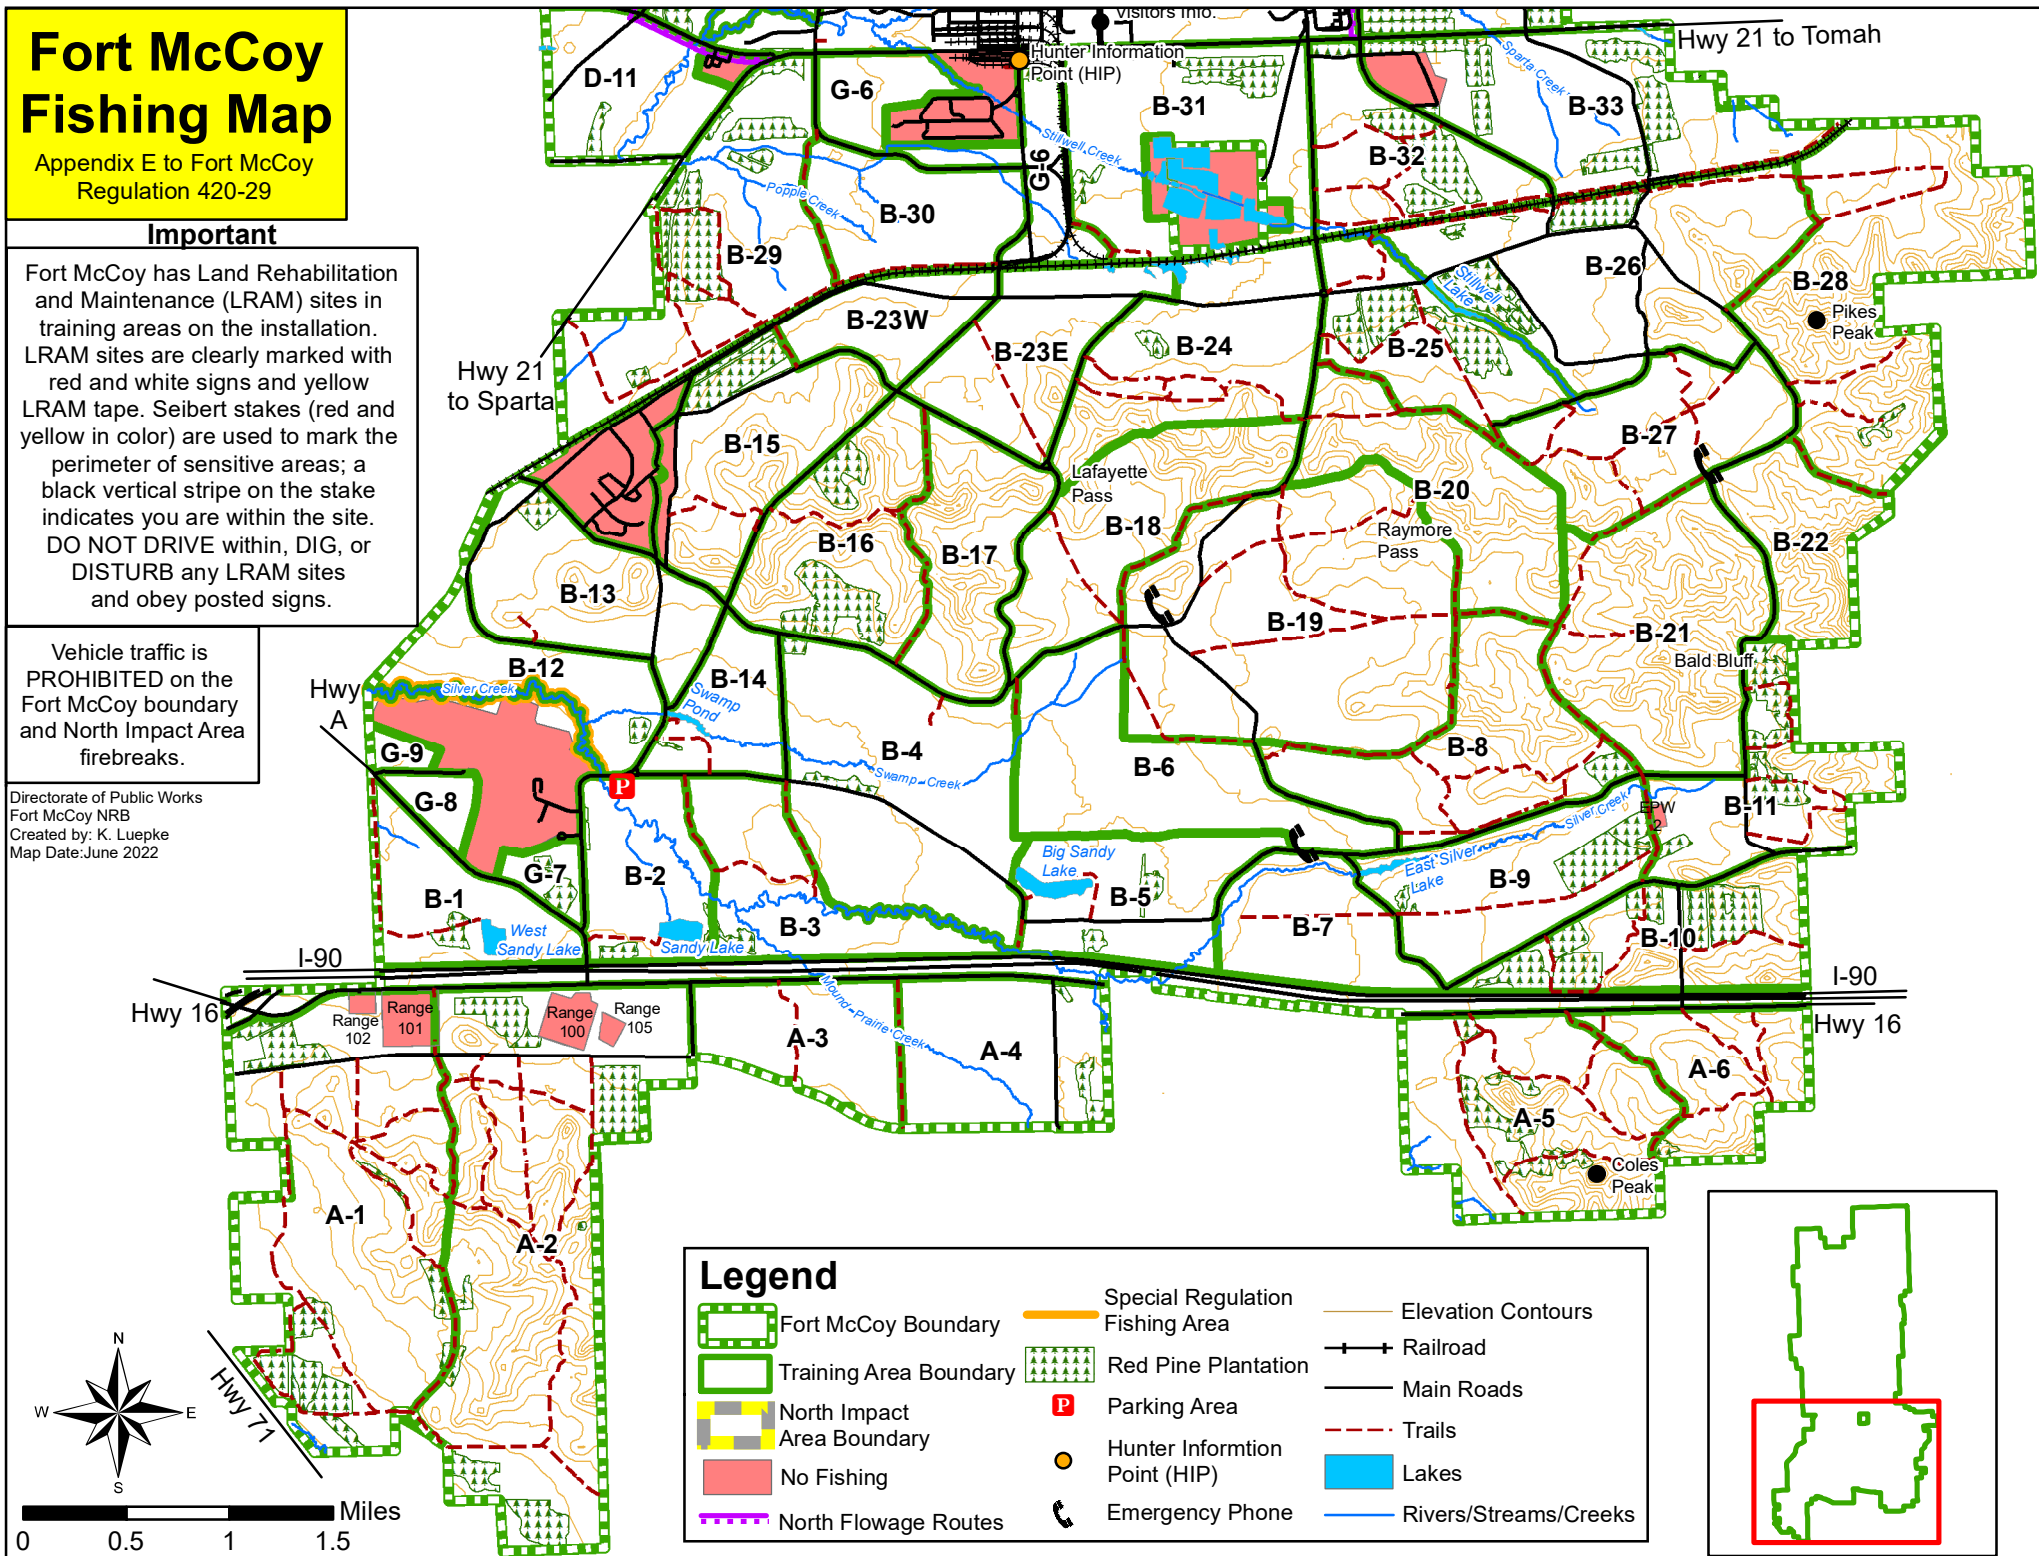 Fort McCoy
Fishing Map
Appendix E to Fort McCoy
Regulation 420-29
Important
Fort McCoy has Land Rehabilitation
and Maintenance (LRAM) sites in
training areas on the installation.
LRAM sites are clearly marked with
red and white signs and yellow
LRAM tape. Seibert stakes (red and
yellow in color) are used to mark the
perimeter of sensitive areas; a
black vertical stripe on the stake
indicates you are within the site.
DO NOT DRIVE within, DIG, or
DISTURB any LRAM sites
and obey posted signs.
Vehicle traffic is
PROHIBITED on the
Fort McCoy boundary
and North Impact Area
firebreaks.
Directorate of Public Works
Fort McCoy NRB
Created by: K. Luepke
Map Date:June 2022
Visitors Info.
Hunter Information
Point (HIP)
Hwy 21 to Tomah
D-11
G-6
B-31
Sparta Creek
B-33
Stillwell Creek
B-32
G-6
Popple Creek
B-30
B-29
B-26
Stillwell
Lake
B-28
Pikes
Peak
B-23W
B-23E
B-24
B-25
Hwy 21
to Sparta
B-15
B-27
Lafayette
Pass
B-20
B-18
Raymore
Pass
B-16
B-17
B-22
B-13
B-19
B-21
Bald Bluff
B-12
B-14
Hwy
A
Silver Creek
Swamp
Pond
G-9
B-4
B-8
B-6
Swamp Creek
G-8
P
Silver Creek
EPW
2
B-11
Big Sandy
Lake
East Silver
Lake
G-7
B-2
B-5
B-9
B-1
B-3
B-7
B-10
West
Sandy Lake
Sandy Lake
I-90
I-90
Hwy 16
Hwy 16
Range
102
Range
101
Range
100
Range
105
Mound Prairie Creek
A-3
A-4
A-6
A-5
Coles
Peak
A-1
A-2
Hwy 71
N
W
E
S
Miles
0
0.5
1
1.5
Legend
Fort McCoy Boundary
Training Area Boundary
North Impact
Area Boundary
No Fishing
North Flowage Routes
Special Regulation
Fishing Area
Red Pine Plantation
P
Parking Area
Hunter Informtion
Point (HIP)
Emergency Phone
Elevation Contours
Railroad
Main Roads
Trails
Lakes
Rivers/Streams/Creeks